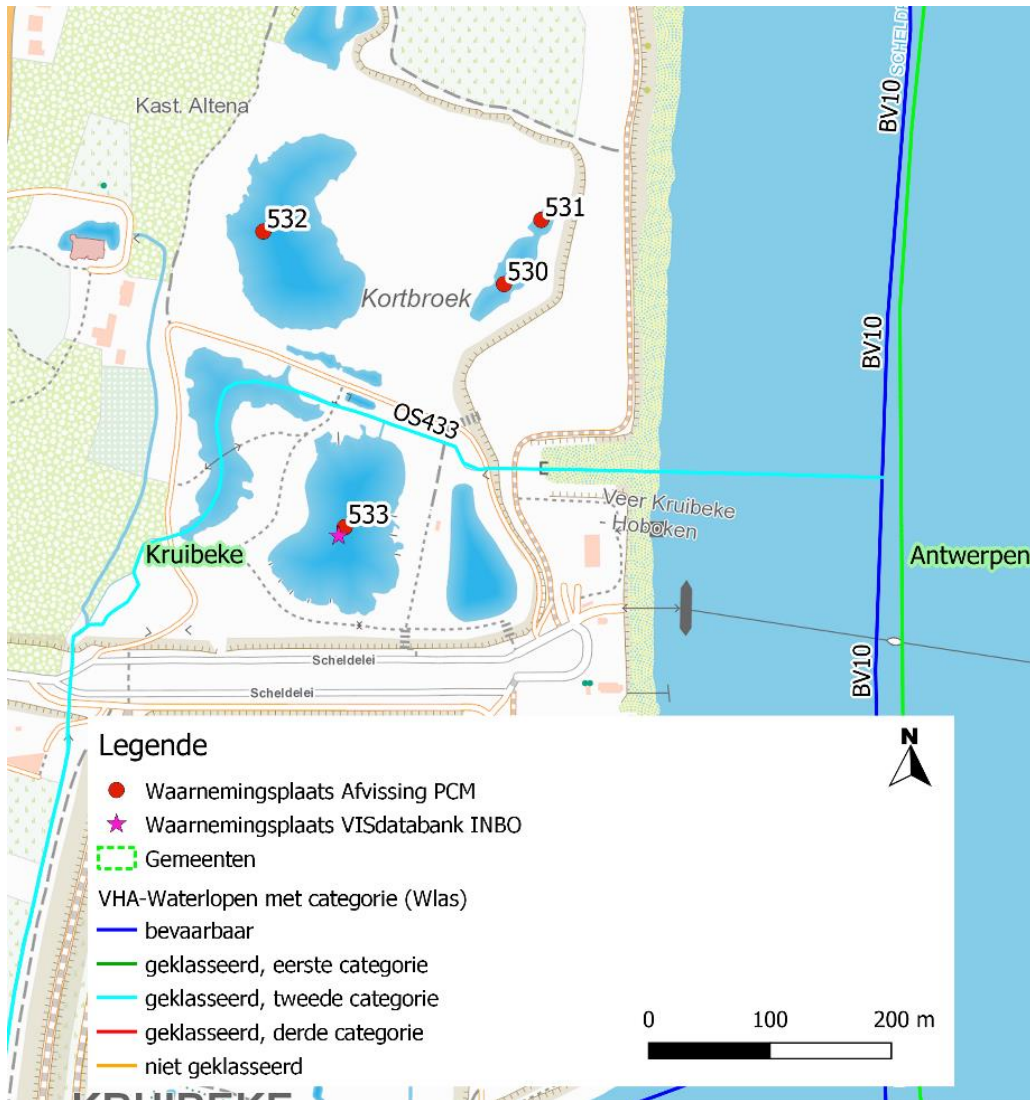 SCHELDE
BV10
Kast. Altena
532
531
530
Kortbroek
BV10
OS433
Veer Kruibeke
Hoboken
533
Kruibeke
Antwerpen
Scheldelei
BV10
Scheldelei
Legende
N
Waarnemingsplaats Afvissing PCM
Waarnemingsplaats VISdatabank INBO
Gemeenten
VHA-Waterlopen met categorie (Wlas)
bevaarbaar
geklasseerd, eerste categorie
geklasseerd, tweede categorie
geklasseerd, derde categorie
niet geklasseerd
0 100 200 m
KRUIBEKE